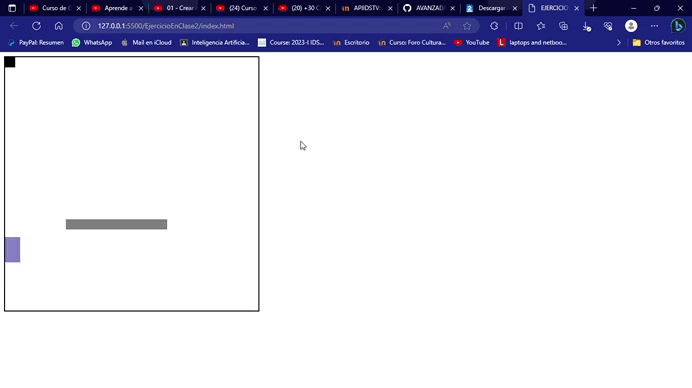 Curso de C Aprende a 01 - Crear (24) Curso (20) +30 C APIDSTV: AVANZADA Descargar EJERCICIO
127.0.0.1:5500/EjercicioEnClase2/index.html
PayPal: Resumen WhatsApp Mail en iCloud Inteligencia Artificia... Course: 2023-I IDS... Escritorio Curso: Foro Cultura... YouTube laptops and netboo... Otros favoritos